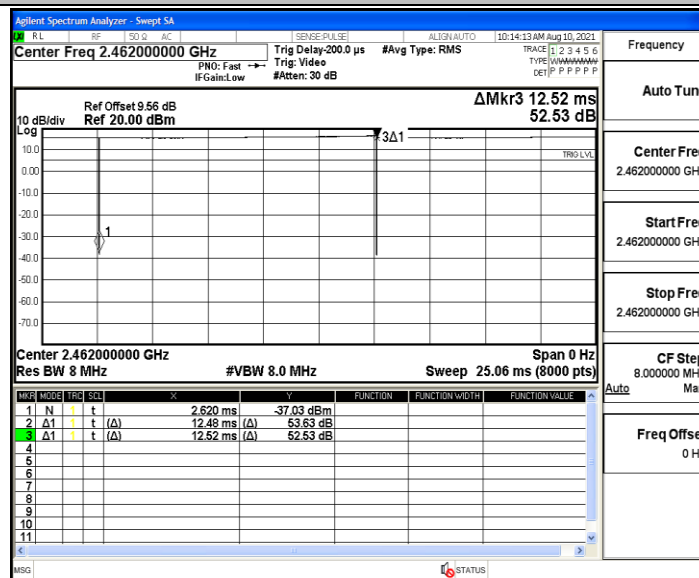 Agilent Spectrum Analyzer - Swept SA
LXI RL RF 50 Ω AC SENSE:PULSE ALIGN AUTO 10:14:13 AM Aug 10, 2021
Center Freq 2.462000000 GHz
PNO: Fast
IFGain:Low
Trig Delay-200.0 µs
Trig: Video
#Atten: 30 dB
#Avg Type: RMS
TRACE 1 2 3 4 5 6
TYPE
DET P P P P P P
Frequency
Auto Tun
Center Fre
2.462000000 GH
Start Fre
2.462000000 GH
Stop Fre
2.462000000 GH
CF Step
8.000000 MH
Auto Ma
Freq Offse
0 H
ΔMkr3 12.52 ms
52.53 dB
Ref Offset 9.56 dB
10 dB/div Ref 20.00 dBm
Log
10.0
0.00
-10.0
-20.0
-30.0
-40.0
-50.0
-60.0
-70.0
3Δ1
TRIG LVL
1
Center 2.462000000 GHz Span 0 Hz
Res BW 8 MHz #VBW 8.0 MHz Sweep 25.06 ms (8000 pts)
MKR MODE TRC SCL X Y FUNCTION FUNCTION WIDTH FUNCTION VALUE
1 N 1 t 2.620 ms -37.03 dBm
2 Δ1 1 t (Δ) 12.48 ms (Δ) 53.63 dB
3 Δ1 1 t (Δ) 12.52 ms (Δ) 52.53 dB
4
5
6
7
8
9
10
11
MSG STATUS